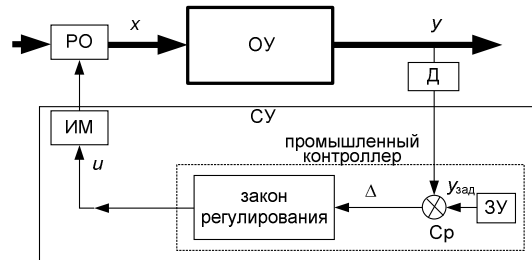 x
y
РО
ОУ
Д
СУ
ИМ
промышленный
контроллер
u
закон
регулирования
Δ
yзад
ЗУ
Ср